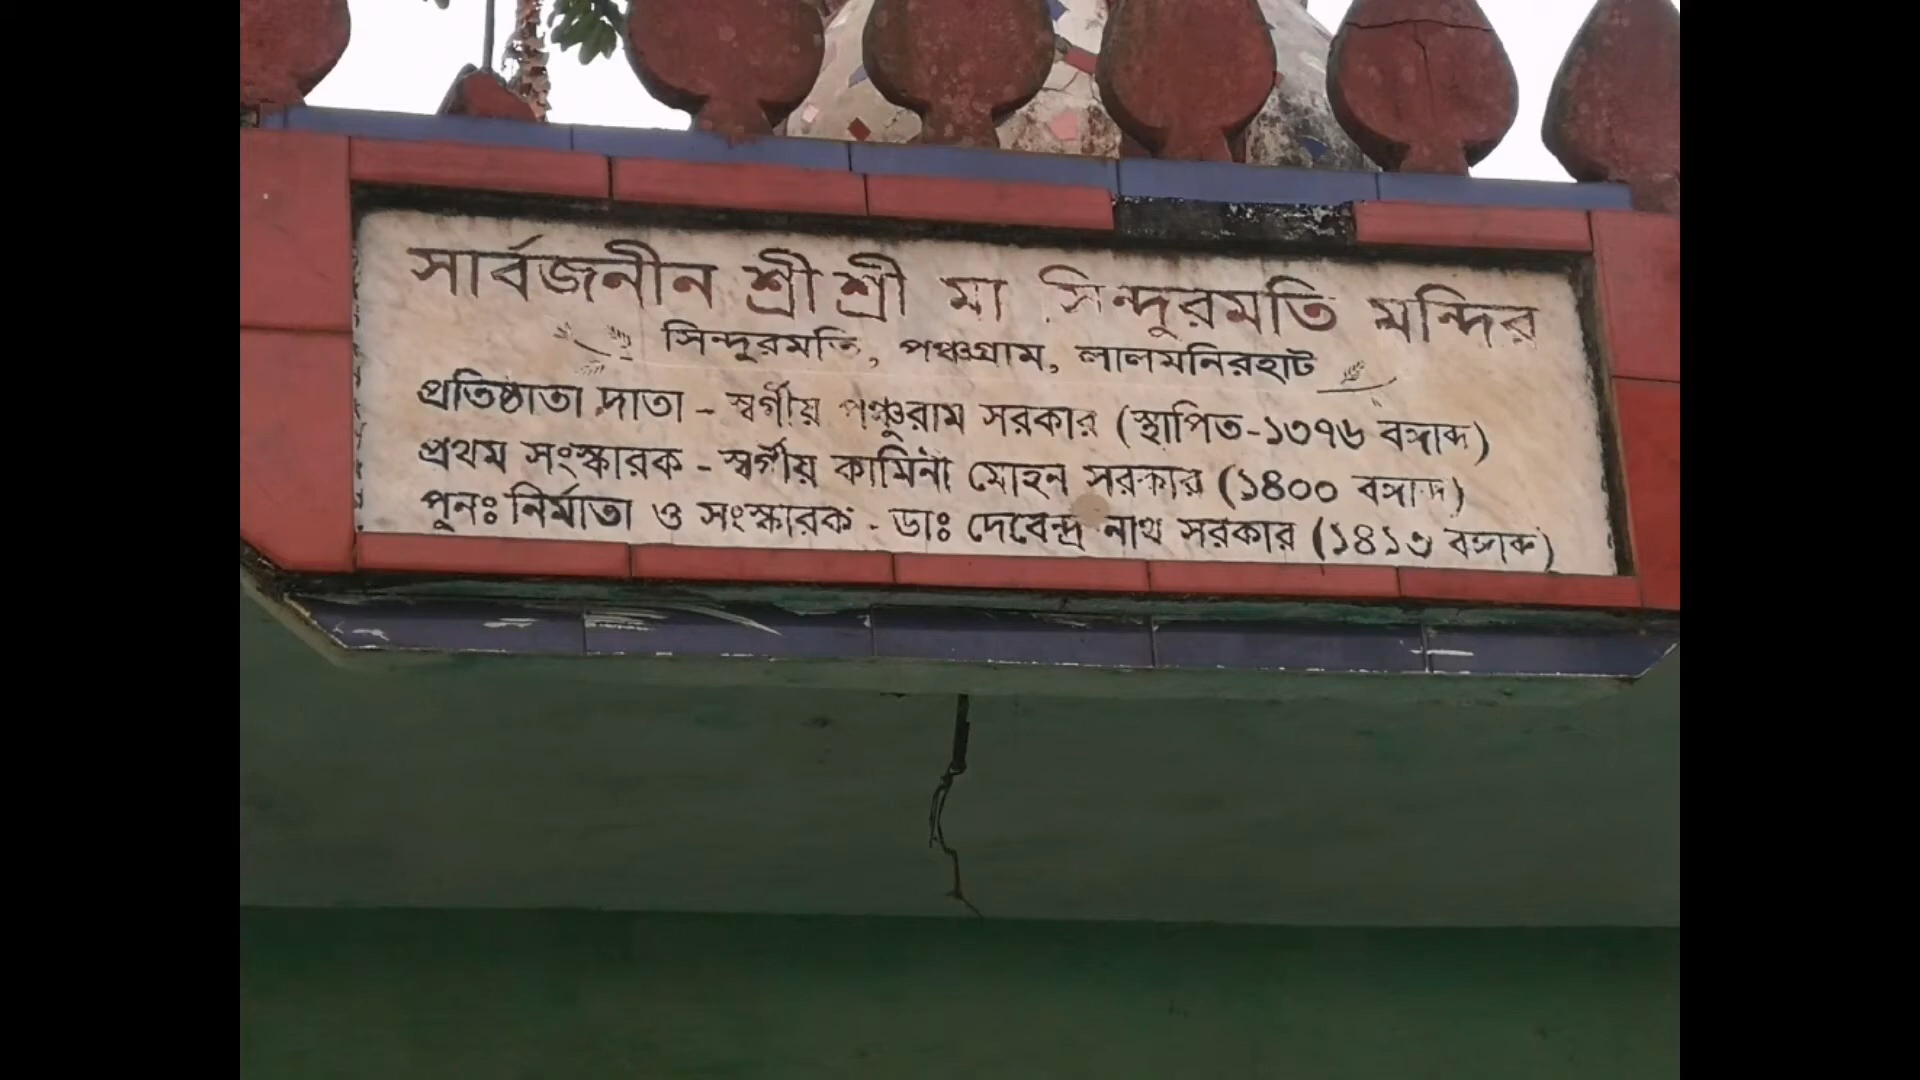 সার্বজনীন শ্রী শ্রী মা সিন্দুরমতি মন্দির
সিন্দুরমতি, পঞ্চগ্রাম, লালমনিরহাট
প্রতিষ্ঠাতা দাতা - স্বর্গীয় পঞ্চুরাম সরকার (স্থাপিত-১৩৭৬ বঙ্গাব্দ)
প্রথম সংস্কারক - স্বর্গীয় কামিনী মোহন সরকার (১৪০০ বঙ্গাব্দ)
পুনঃ নির্মাতা ও সংস্কারক - ডাঃ দেবেন্দ্র নাথ সরকার (১৪১৩ বঙ্গাব্দ)